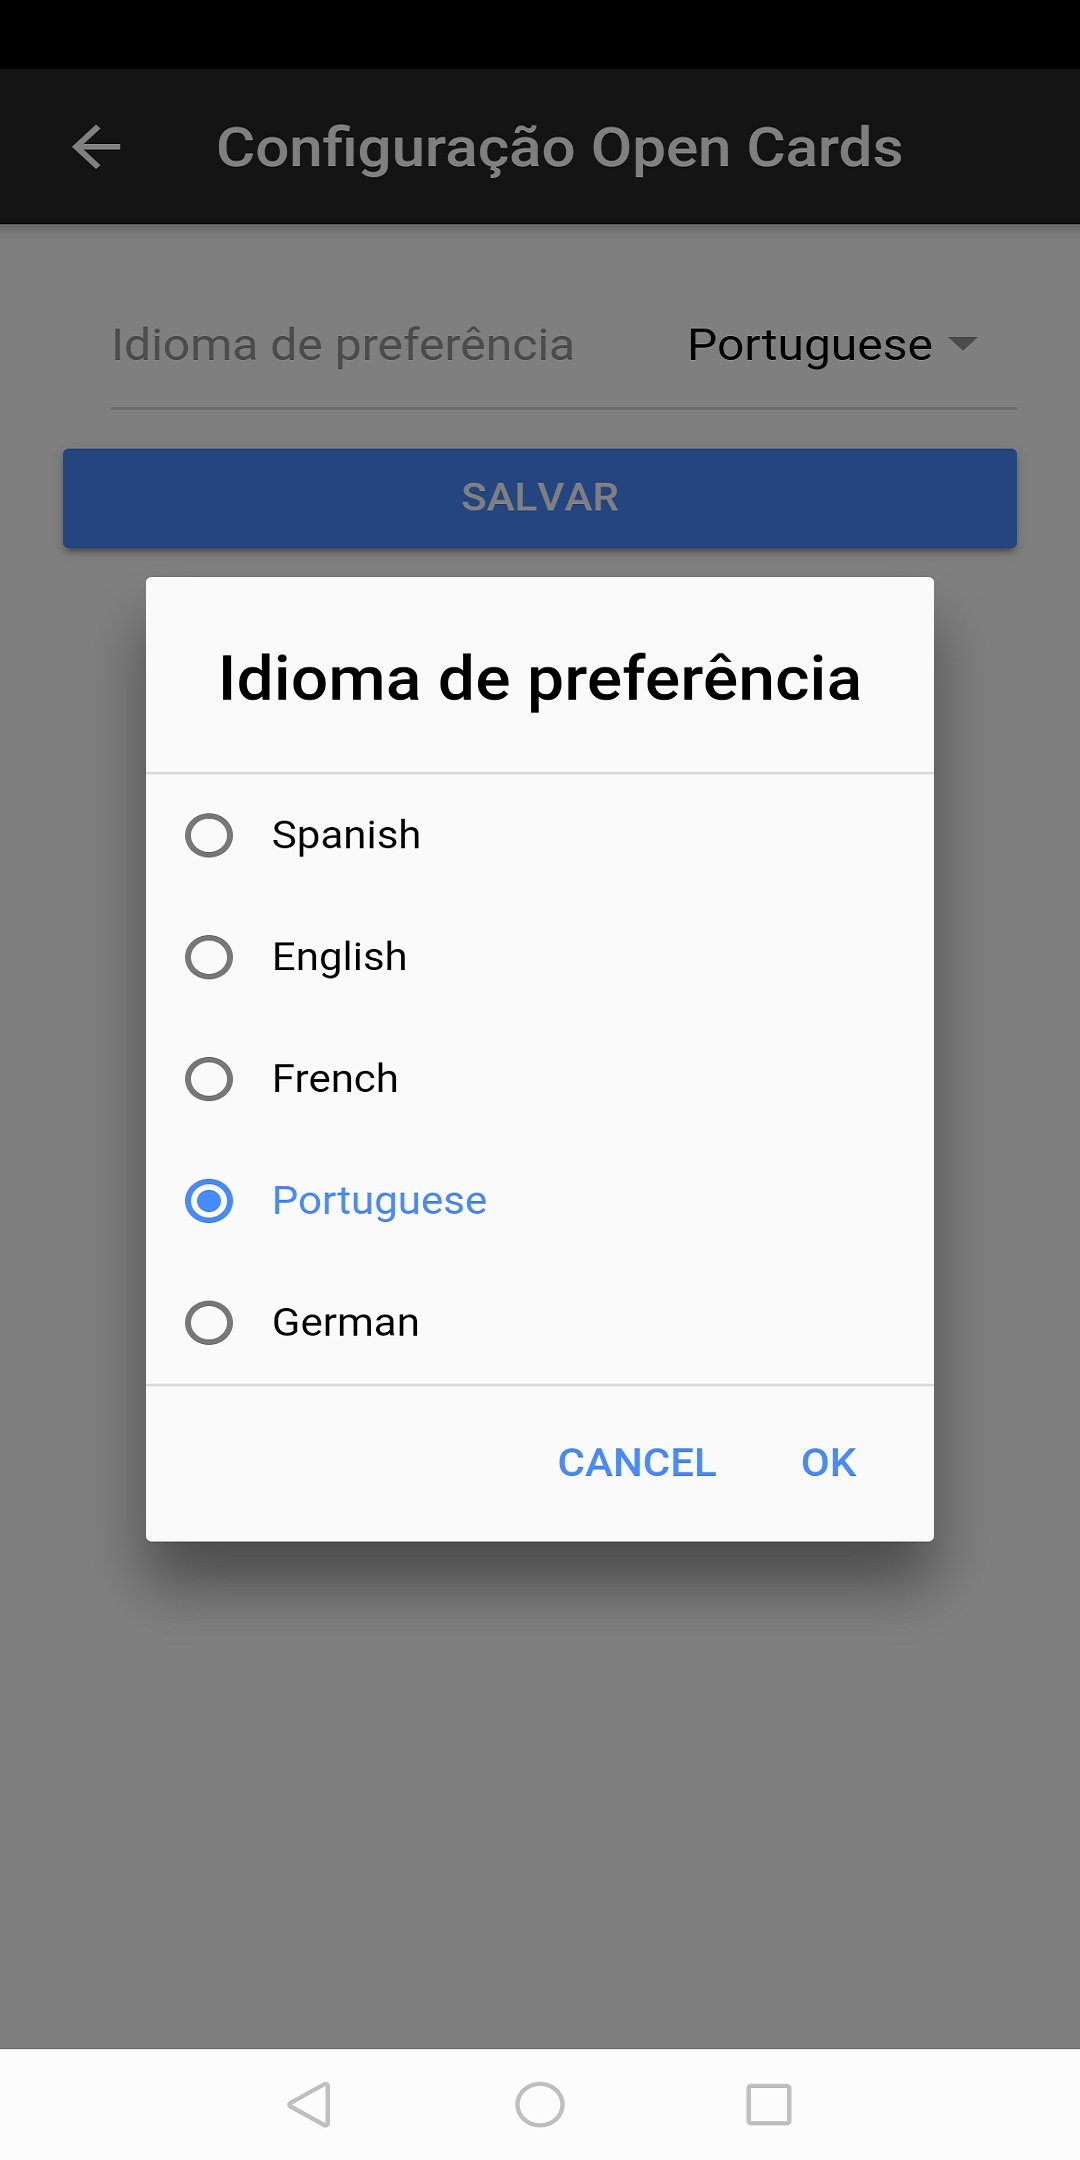 Configuração Open Cards
Idioma de preferência Portuguese
SALVAR
Idioma de preferência
Spanish
English
French
Portuguese
German
CANCEL OK